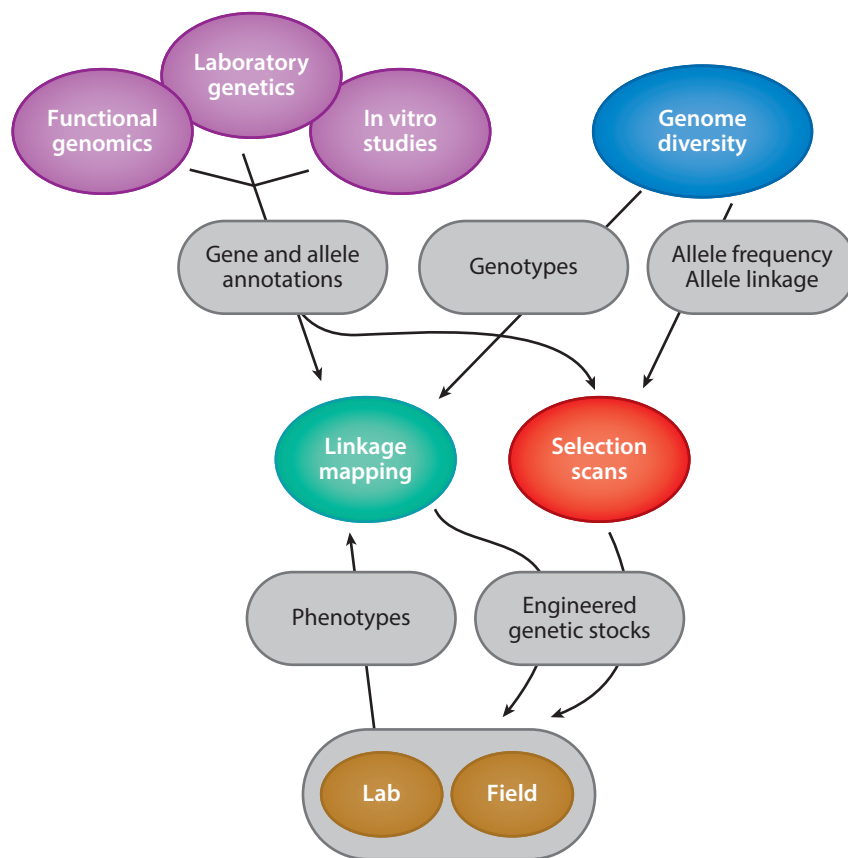 Laboratory
genetics
Functional
genomics
In vitro
studies
Genome
diversity
Gene and allele
annotations
Genotypes
Allele frequency
Allele linkage
Linkage
mapping
Selection
scans
Phenotypes
Engineered
genetic stocks
Lab
Field